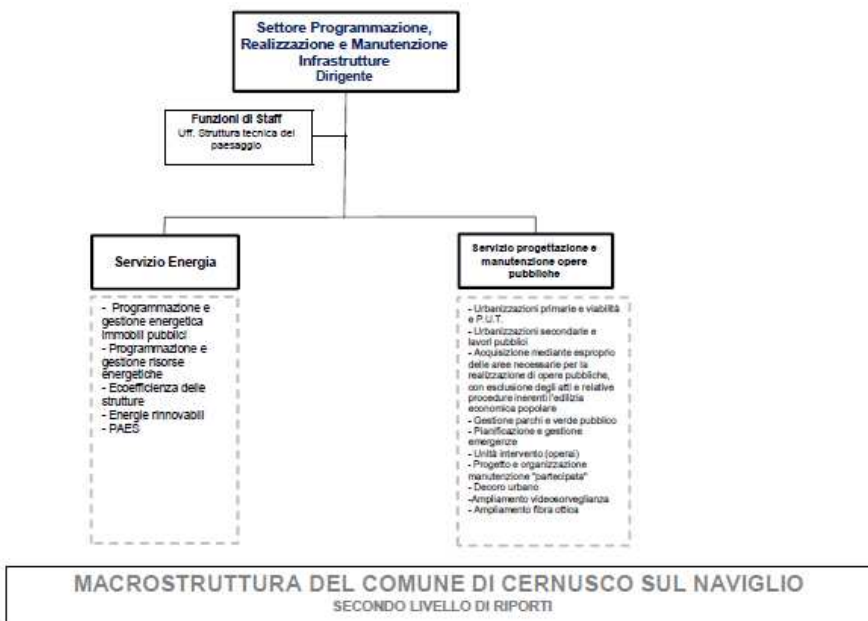 Settore Programmazione,
Realizzazione e Manutenzione
Infrastrutture
Dirigente
Funzioni di Staff
Uff. Struttura tecnica del
paesaggio
Servizio Energia
- Programmazione e
gestione energetica
immobili pubblici
- Programmazione e
gestione risorse
energetiche
- Ecoefficienza delle
strutture
- Energie rinnovabili
- PAES
Servizio progettazione e
manutenzione opere
pubbliche
- Urbanizzazioni primarie e viabilità
e P.U.T.
- Urbanizzazioni secondarie e
lavori pubblici
- Acquisizione mediante esproprio
delle aree necessarie per la
realizzazione di opere pubbliche,
con esclusione degli atti e relative
procedure inerenti l'edilizia
economica popolare
- Gestione parchi e verde pubblico
- Pianificazione e gestione
emergenze
- Unità intervento (operai)
- Progetto e organizzazione
manutenzione "partecipata"
- Decoro urbano
-Ampliamento videosorveglianza
- Ampliamento fibra ottica
MACROSTRUTTURA DEL COMUNE DI CERNUSCO SUL NAVIGLIO
SECONDO LIVELLO DI RIPORTI